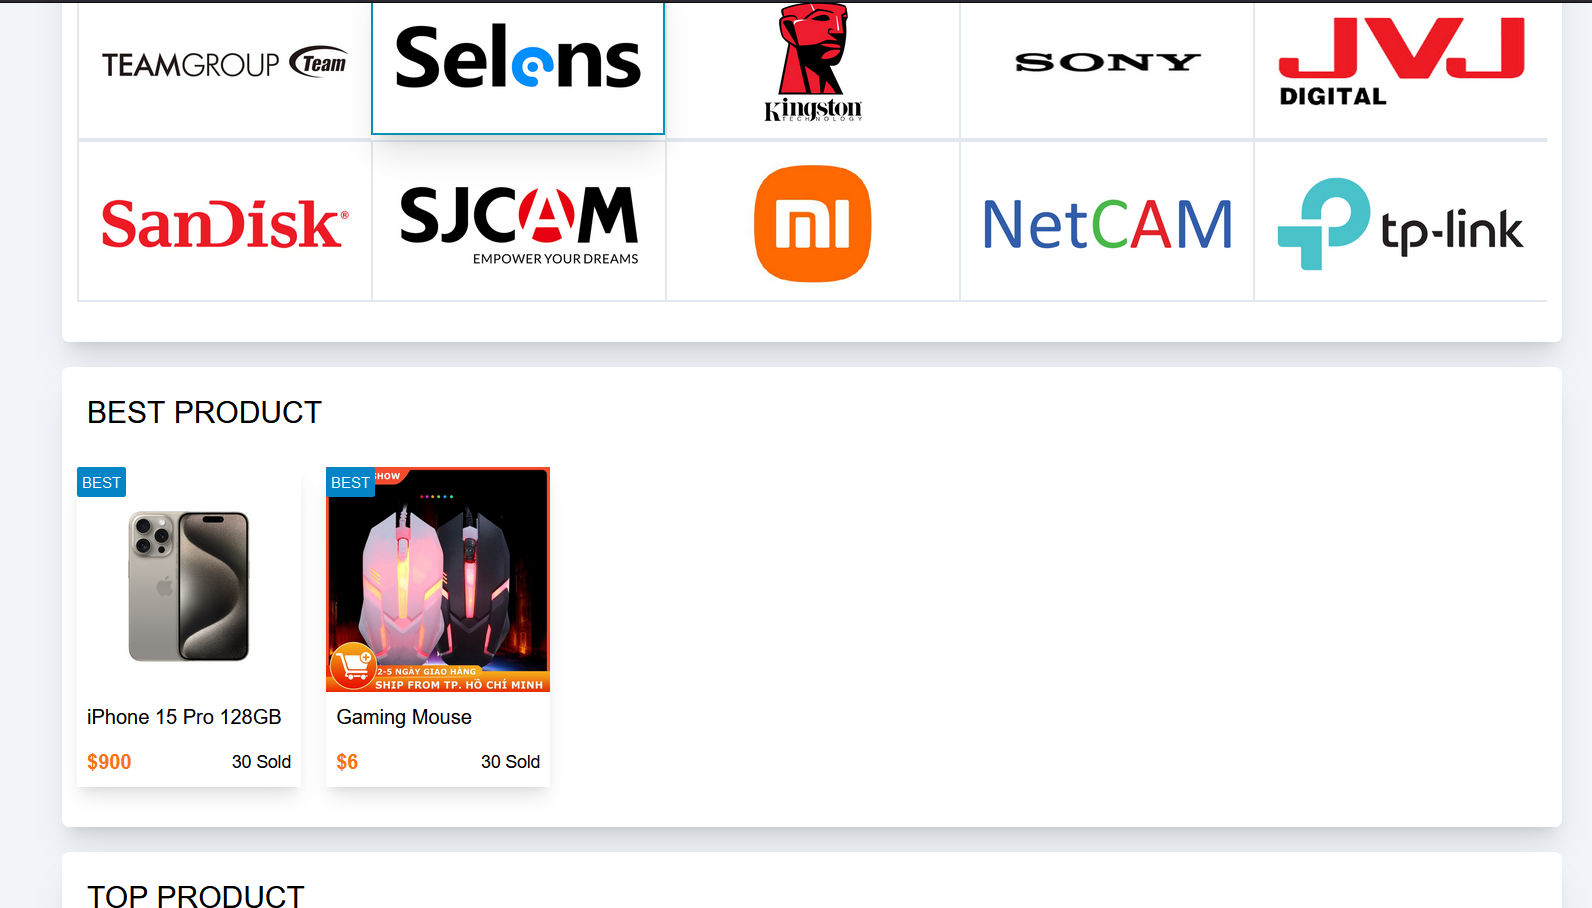 TEAMGROUP Team
Selens
Kingston
TECHNOLOGY
SONY
JVJ
DIGITAL
SanDisk®
SJCAM
EMPOWER YOUR DREAMS
mi
NetCAM
tp-link
BEST PRODUCT
BEST
iPhone 15 Pro 128GB
$900 30 Sold
BEST
SHOW
2-5 NGÀY GIAO HÀNG
SHIP FROM TP. HỒ CHÍ MINH
Gaming Mouse
$6 30 Sold
TOP PRODUCT